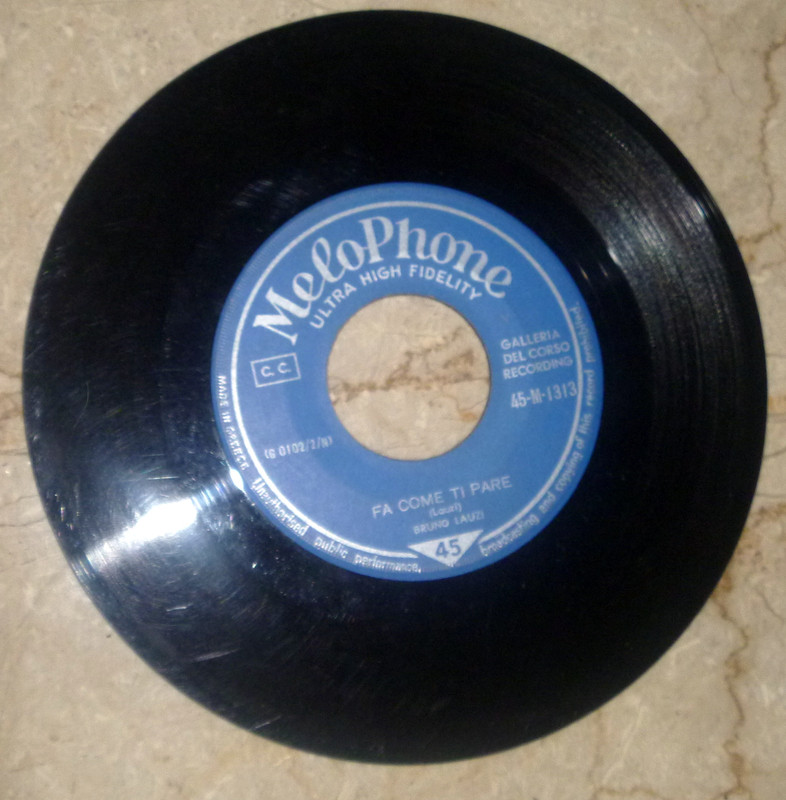 MeloPhone
ULTRA HIGH FIDELITY
C. C.
GALLERIA
DEL CORSO
RECORDING
45-M-1313
(G 0102/2/N)
FA COME TI PARE
(Lauzi)
BRUNO LAUZI
45
MADE IN GREECE. Unauthorised public performance, broadcasting and copying of this record prohibited.